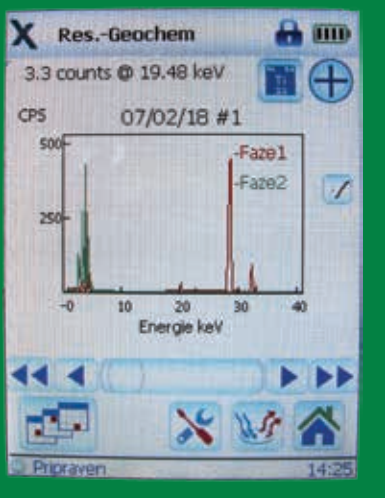 X Res.-Geochem
3.3 counts @ 19.48 keV
CPS 07/02/18 #1
500
-Faze1
-Faze2
250
-0 10 20 30 40
Energie keV
Pripraven 14:25